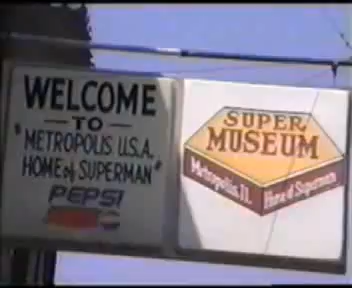 WELCOME
- TO -
"METROPOLIS U.S.A.
HOME of SUPERMAN"
PEPSI
SUPER
MUSEUM
Metropolis, IL Home of Superman